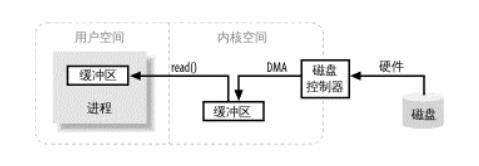 用户空间
内核空间
缓冲区
进程
read()
缓冲区
DMA
磁盘
控制器
硬件
磁盘